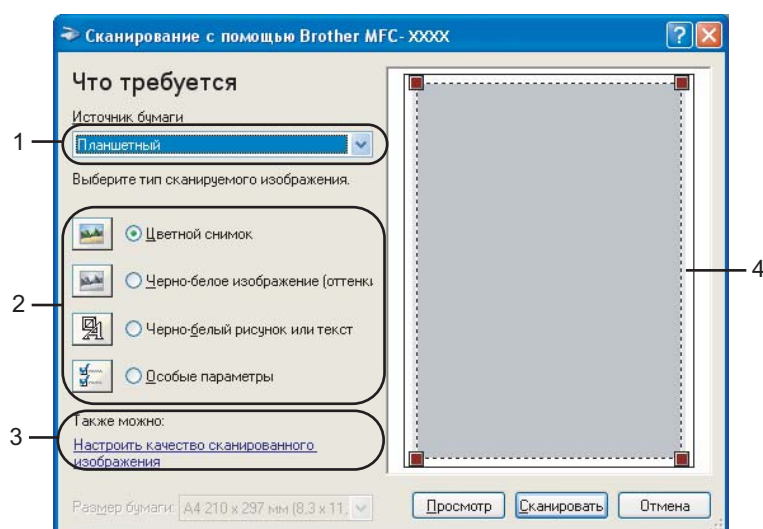 Сканирование с помощью Brother MFC- XXXX
Что требуется
Источник бумаги
1
Планшетный
Выберите тип сканируемого изображения.
2
Цветной снимок
Черно-белое изображение (оттенки
Черно-белый рисунок или текст
Особые параметры
3
Также можно:
Настроить качество сканированного
изображения
Размер бумаги: A4 210 x 297 мм (8,3 x 11,
4
Просмотр Сканировать Отмена